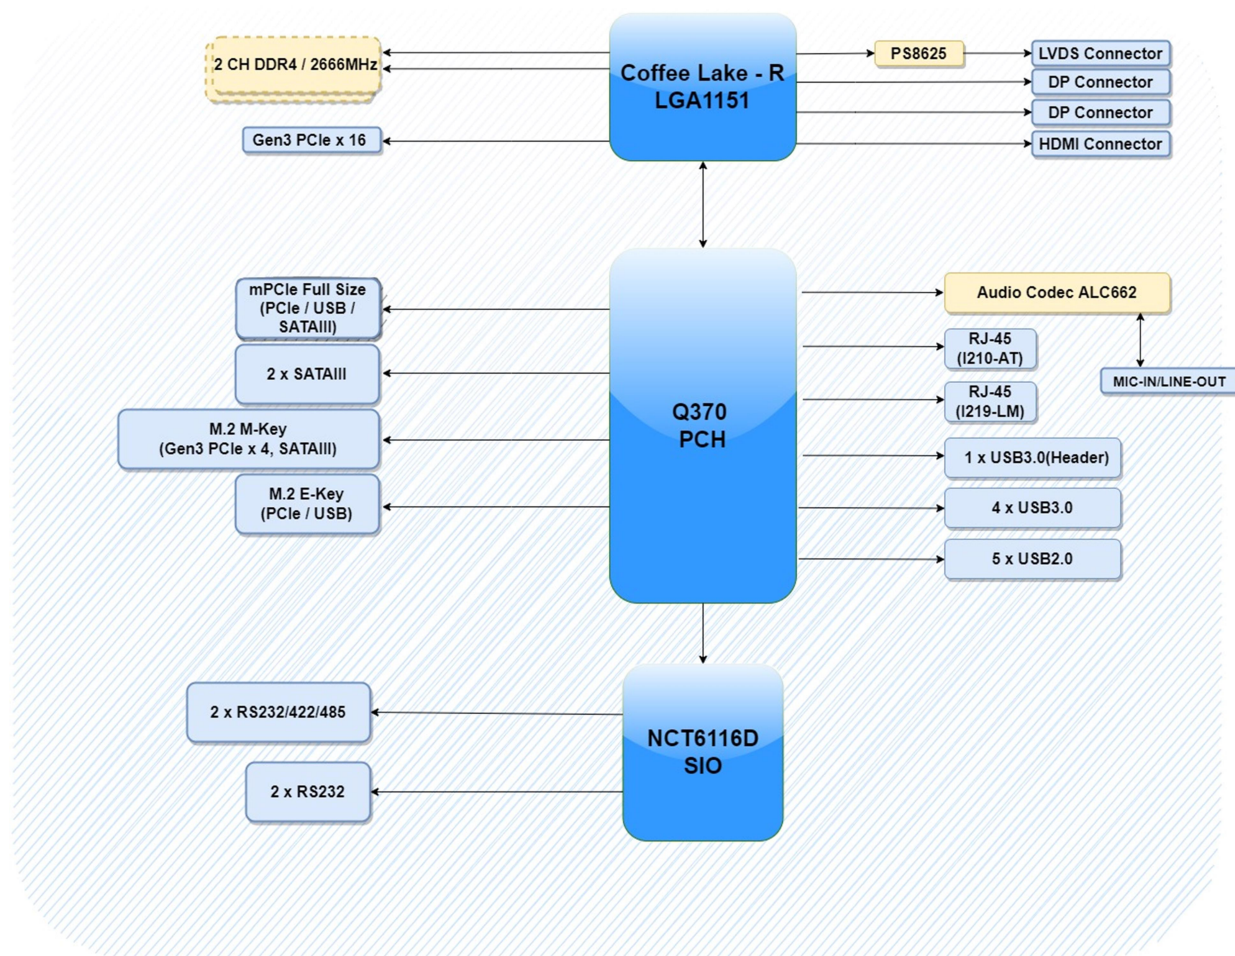 2 CH DDR4 / 2666MHz
Gen3 PCIe x 16
Coffee Lake - R
LGA1151
PS8625
LVDS Connector
DP Connector
DP Connector
HDMI Connector
mPCIe Full Size
(PCIe / USB /
SATAIII)
2 x SATAIII
M.2 M-Key
(Gen3 PCIe x 4, SATAIII)
M.2 E-Key
(PCIe / USB)
Q370
PCH
Audio Codec ALC662
RJ-45
(I210-AT)
MIC-IN/LINE-OUT
RJ-45
(I219-LM)
1 x USB3.0(Header)
4 x USB3.0
5 x USB2.0
2 x RS232/422/485
2 x RS232
NCT6116D
SIO